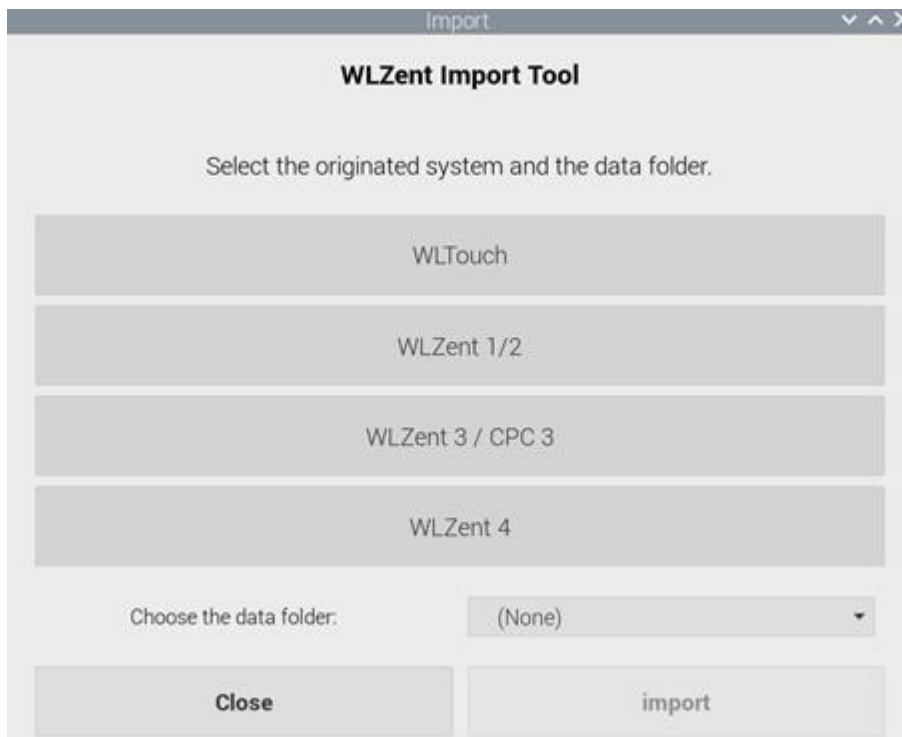 Import
WLZent Import Tool
Select the originated system and the data folder.
WLTouch
WLZent 1/2
WLZent 3 / CPC 3
WLZent 4
Choose the data folder: (None)
Close import